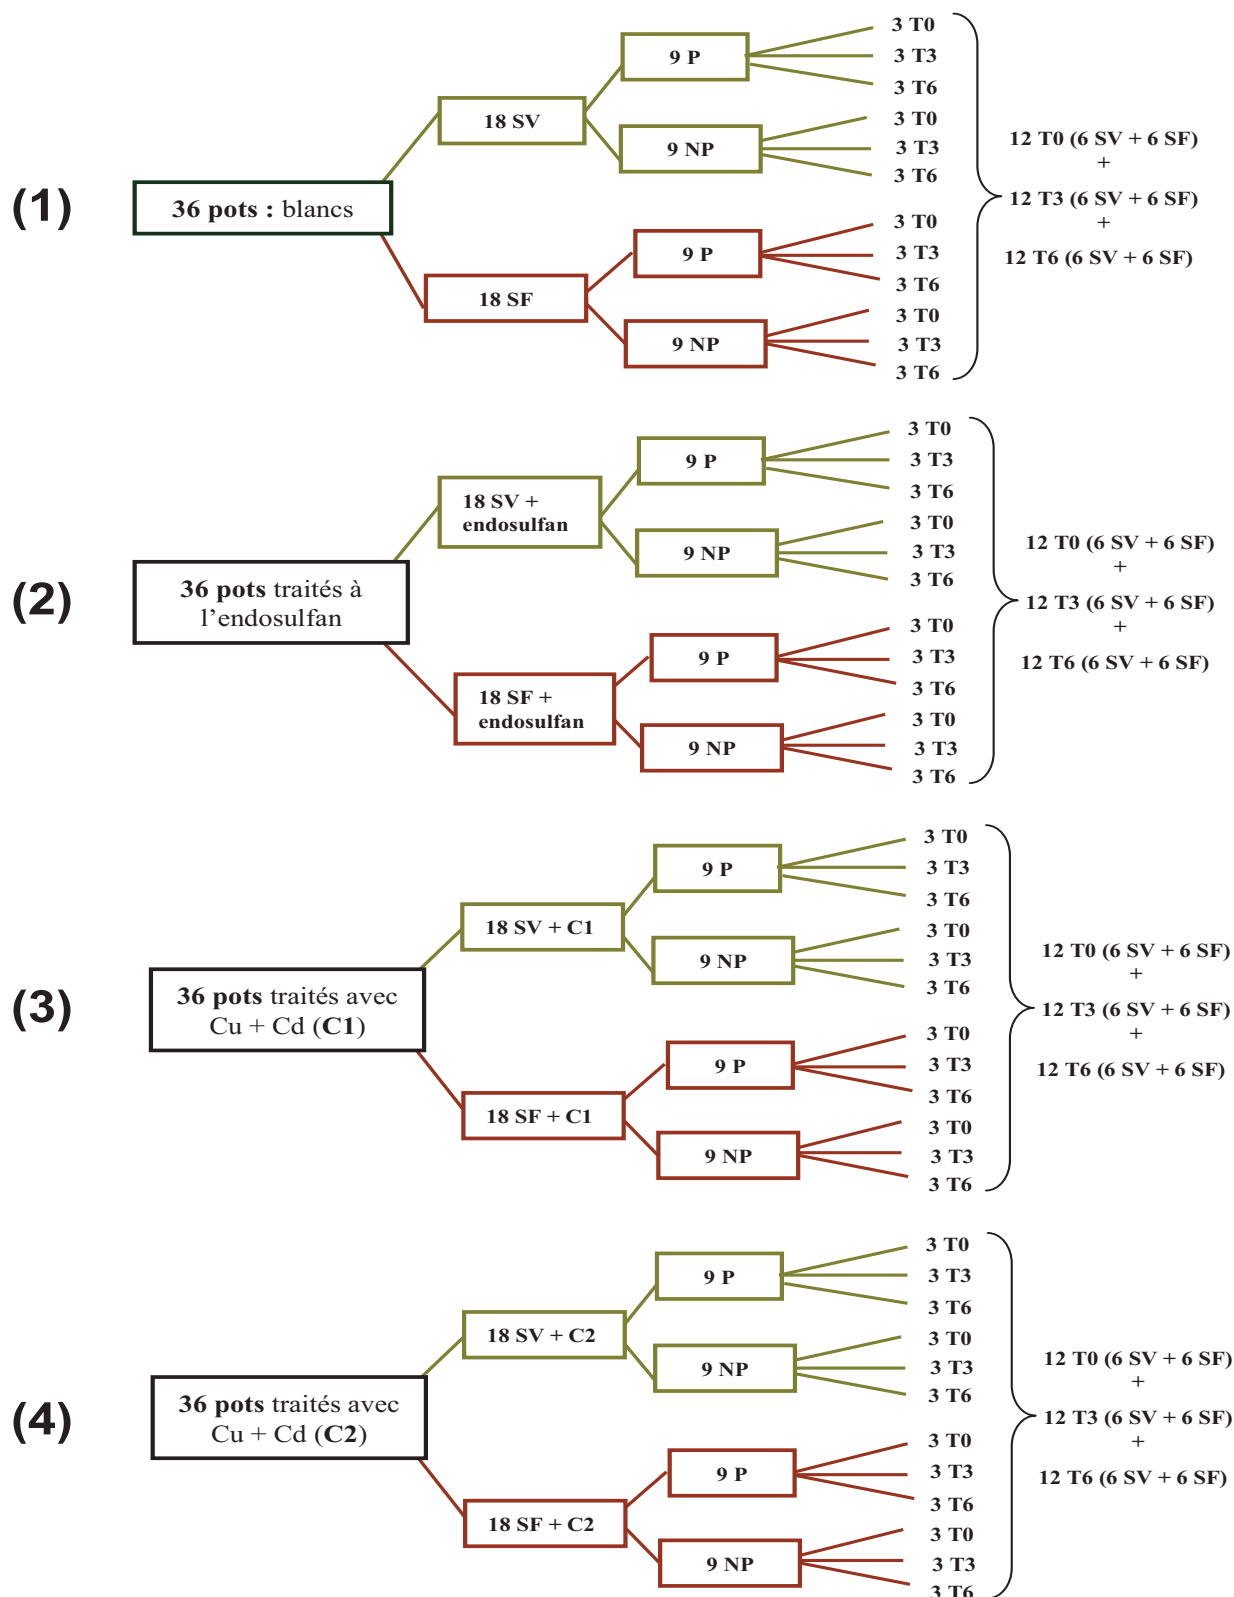 (1)
36 pots : blancs
18 SV
9 P
3 T0
3 T3
3 T6
9 NP
3 T0
3 T3
3 T6
18 SF
9 P
3 T0
3 T3
3 T6
9 NP
3 T0
3 T3
3 T6
12 T0 (6 SV + 6 SF)
+
12 T3 (6 SV + 6 SF)
+
12 T6 (6 SV + 6 SF)
(2)
36 pots traités à
l’endosulfan
18 SV +
endosulfan
9 P
3 T0
3 T3
3 T6
9 NP
3 T0
3 T3
3 T6
18 SF +
endosulfan
9 P
3 T0
3 T3
3 T6
9 NP
3 T0
3 T3
3 T6
12 T0 (6 SV + 6 SF)
+
12 T3 (6 SV + 6 SF)
+
12 T6 (6 SV + 6 SF)
(3)
36 pots traités avec
Cu + Cd (C1)
18 SV + C1
9 P
3 T0
3 T3
3 T6
9 NP
3 T0
3 T3
3 T6
18 SF + C1
9 P
3 T0
3 T3
3 T6
9 NP
3 T0
3 T3
3 T6
12 T0 (6 SV + 6 SF)
+
12 T3 (6 SV + 6 SF)
+
12 T6 (6 SV + 6 SF)
(4)
36 pots traités avec
Cu + Cd (C2)
18 SV + C2
9 P
3 T0
3 T3
3 T6
9 NP
3 T0
3 T3
3 T6
18 SF + C2
9 P
3 T0
3 T3
3 T6
9 NP
3 T0
3 T3
3 T6
12 T0 (6 SV + 6 SF)
+
12 T3 (6 SV + 6 SF)
+
12 T6 (6 SV + 6 SF)